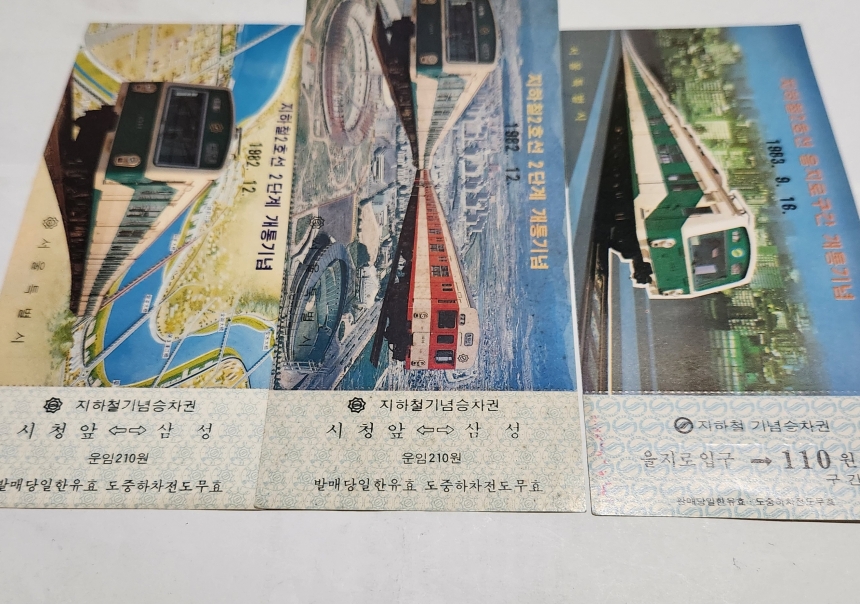 지하철2호선 2단계 개통기념
1982. 12.
서울특별시
지하철기념승차권
시청앞 ⇦⇨ 삼성
운임210원
발매당일한유효 도중하차전도무효
지하철2호선 2단계 개통기념
1982. 12.
서울특별시
지하철기념승차권
시청앞 ⇦⇨ 삼성
운임210원
발매당일한유효 도중하차전도무효
지하철2호선 을지로구간 개통기념
1983. 9. 16.
서울특별시
지하철 기념승차권
을지로입구 → 110원
구간
판매당일한유효·도중하차전도무효